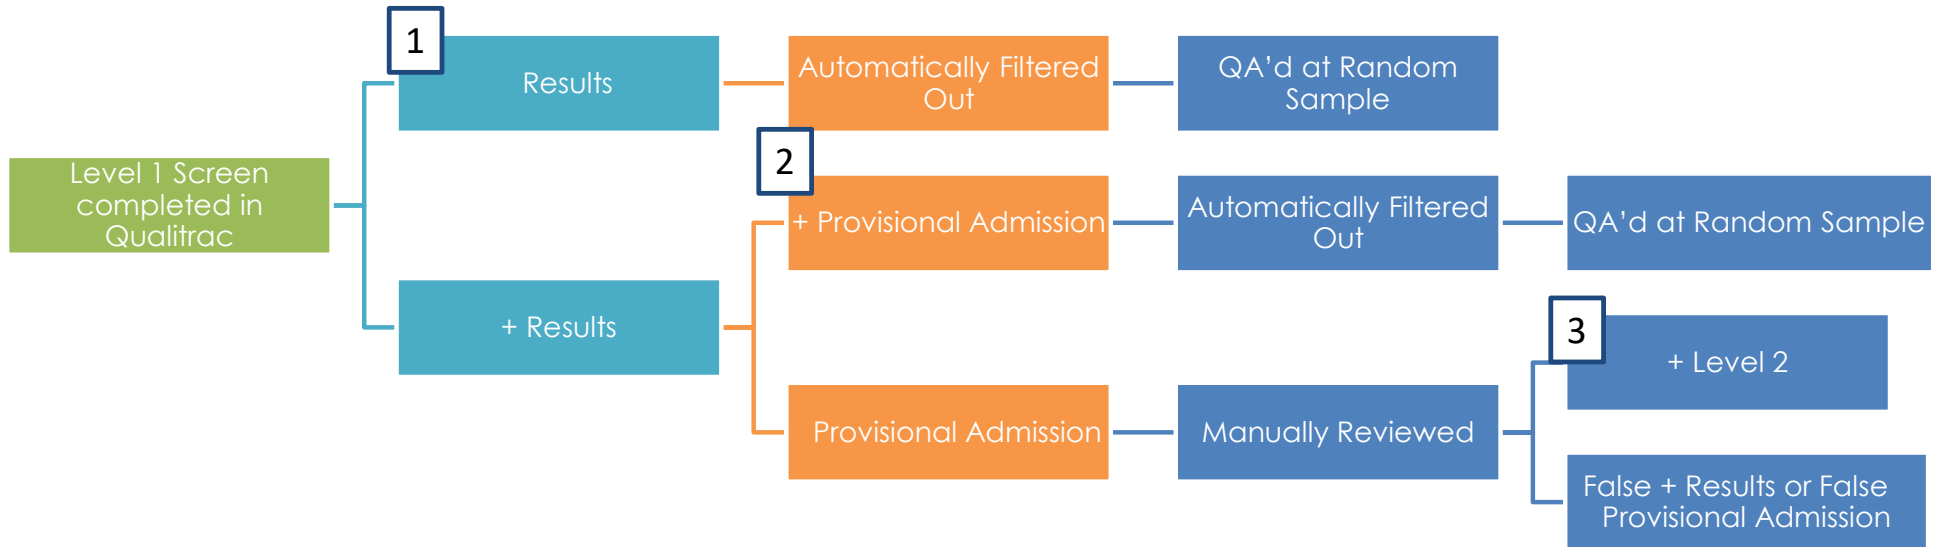 1
Results
Automatically Filtered
Out
QA’d at Random
Sample
Level 1 Screen
completed in
Qualitrac
2
+ Provisional Admission
Automatically Filtered
Out
QA’d at Random Sample
+ Results
3
+ Level 2
Provisional Admission
Manually Reviewed
False + Results or False
Provisional Admission